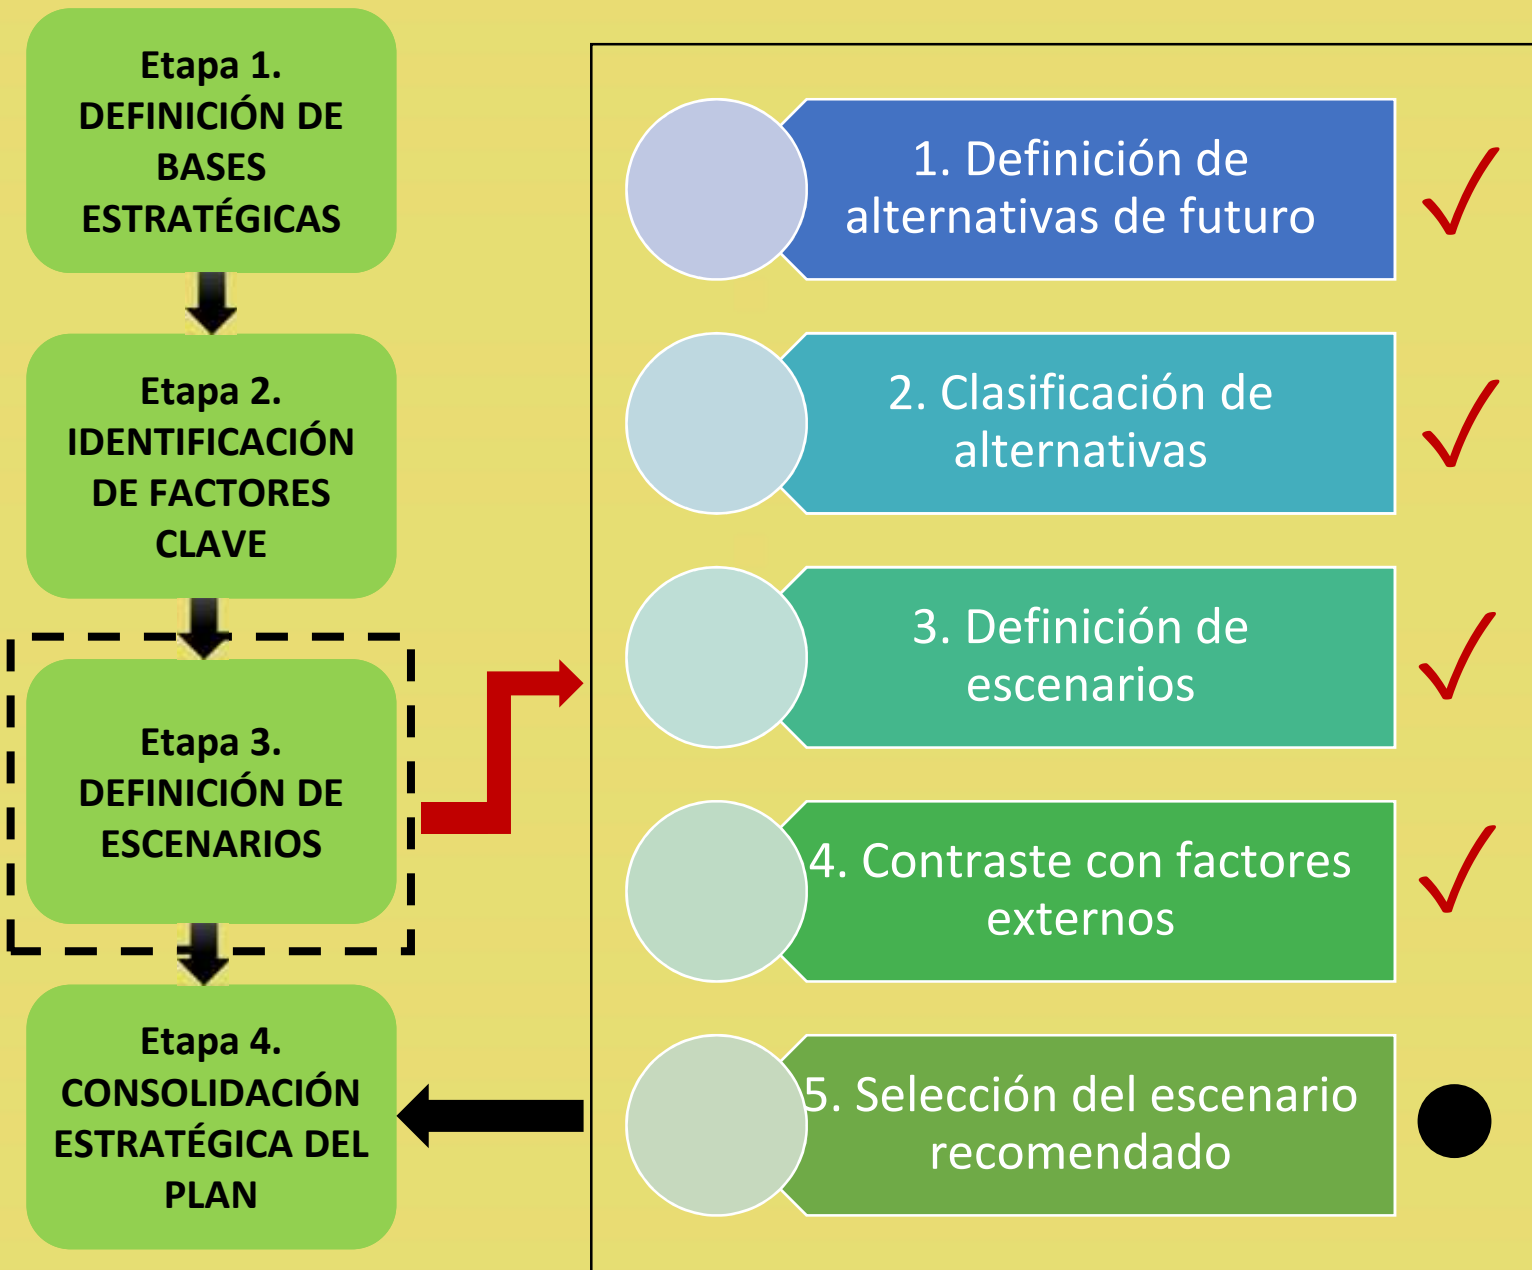 Etapa 1.
DEFINICIÓN DE
BASES
ESTRATÉGICAS
Etapa 2.
IDENTIFICACIÓN
DE FACTORES
CLAVE
Etapa 3.
DEFINICIÓN DE
ESCENARIOS
Etapa 4.
CONSOLIDACIÓN
ESTRATÉGICA DEL
PLAN
1. Definición de
alternativas de futuro
2. Clasificación de
alternativas
3. Definición de
escenarios
4. Contraste con factores
externos
5. Selección del escenario
recomendado